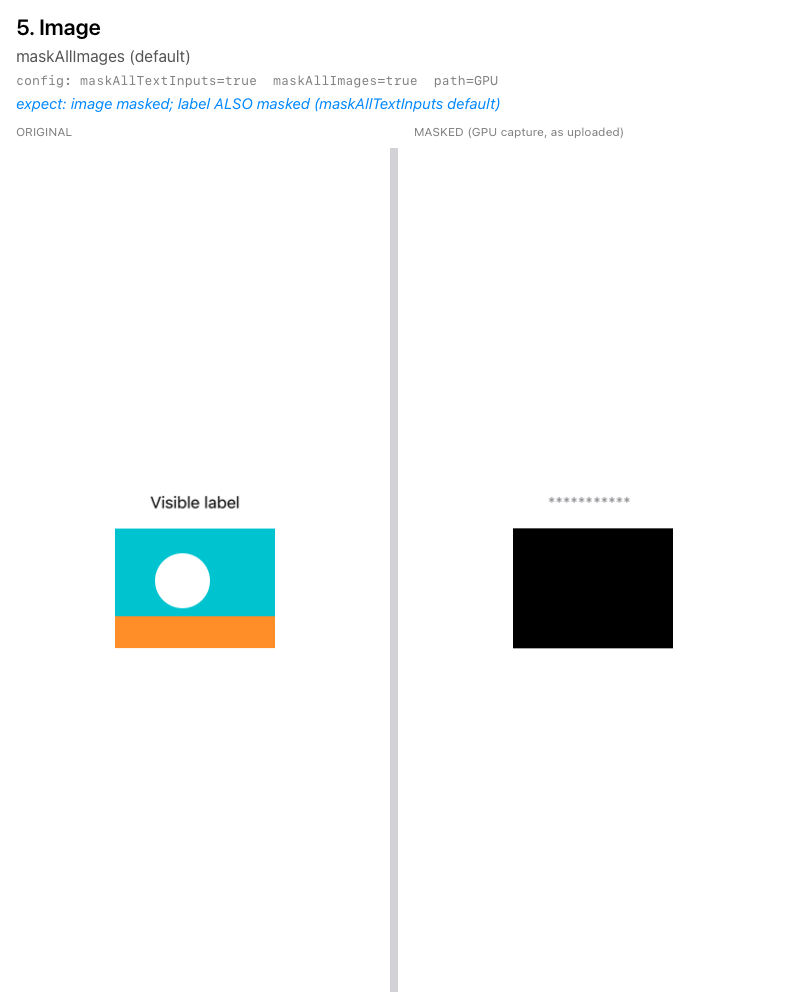 5. Image
maskAllImages (default)
config: maskAllTextInputs=true  maskAllImages=true  path=GPU
expect: image masked; label ALSO masked (maskAllTextInputs default)
ORIGINAL
MASKED (GPU capture, as uploaded)
Visible label
***********